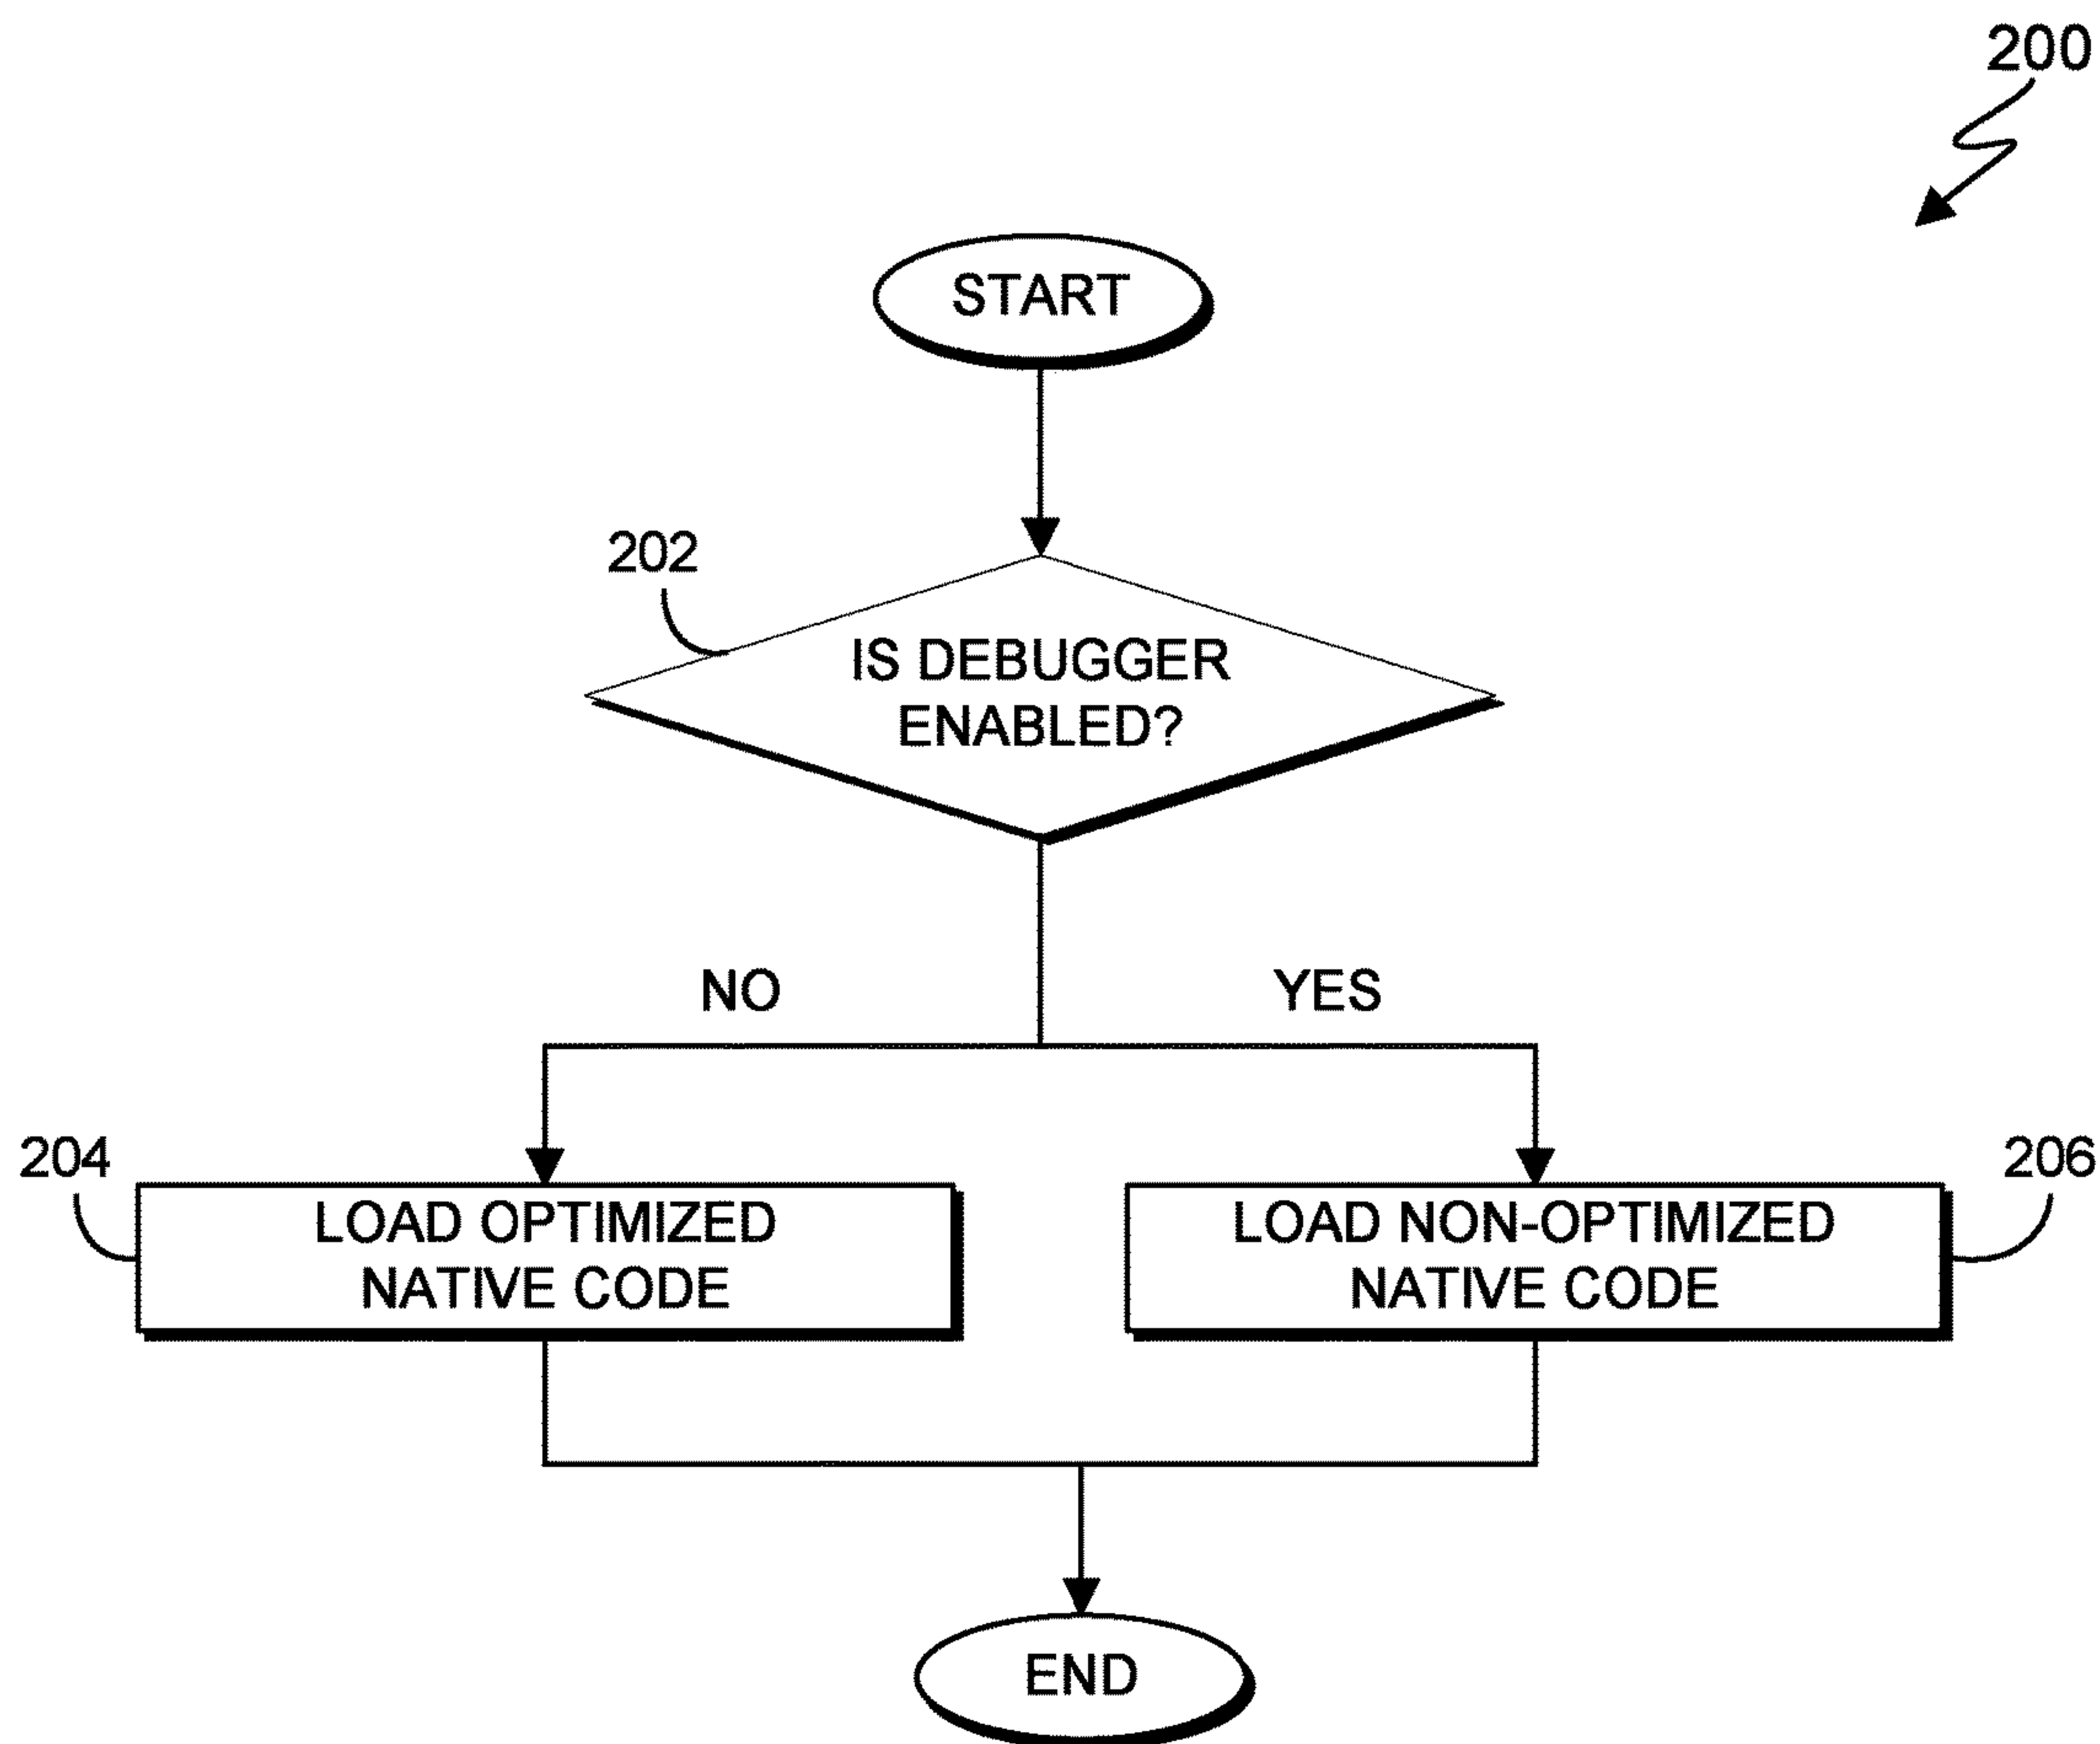 200
START
202
IS DEBUGGER
ENABLED?
NO
YES
204
LOAD OPTIMIZED
NATIVE CODE
LOAD NON-OPTIMIZED
NATIVE CODE
206
END